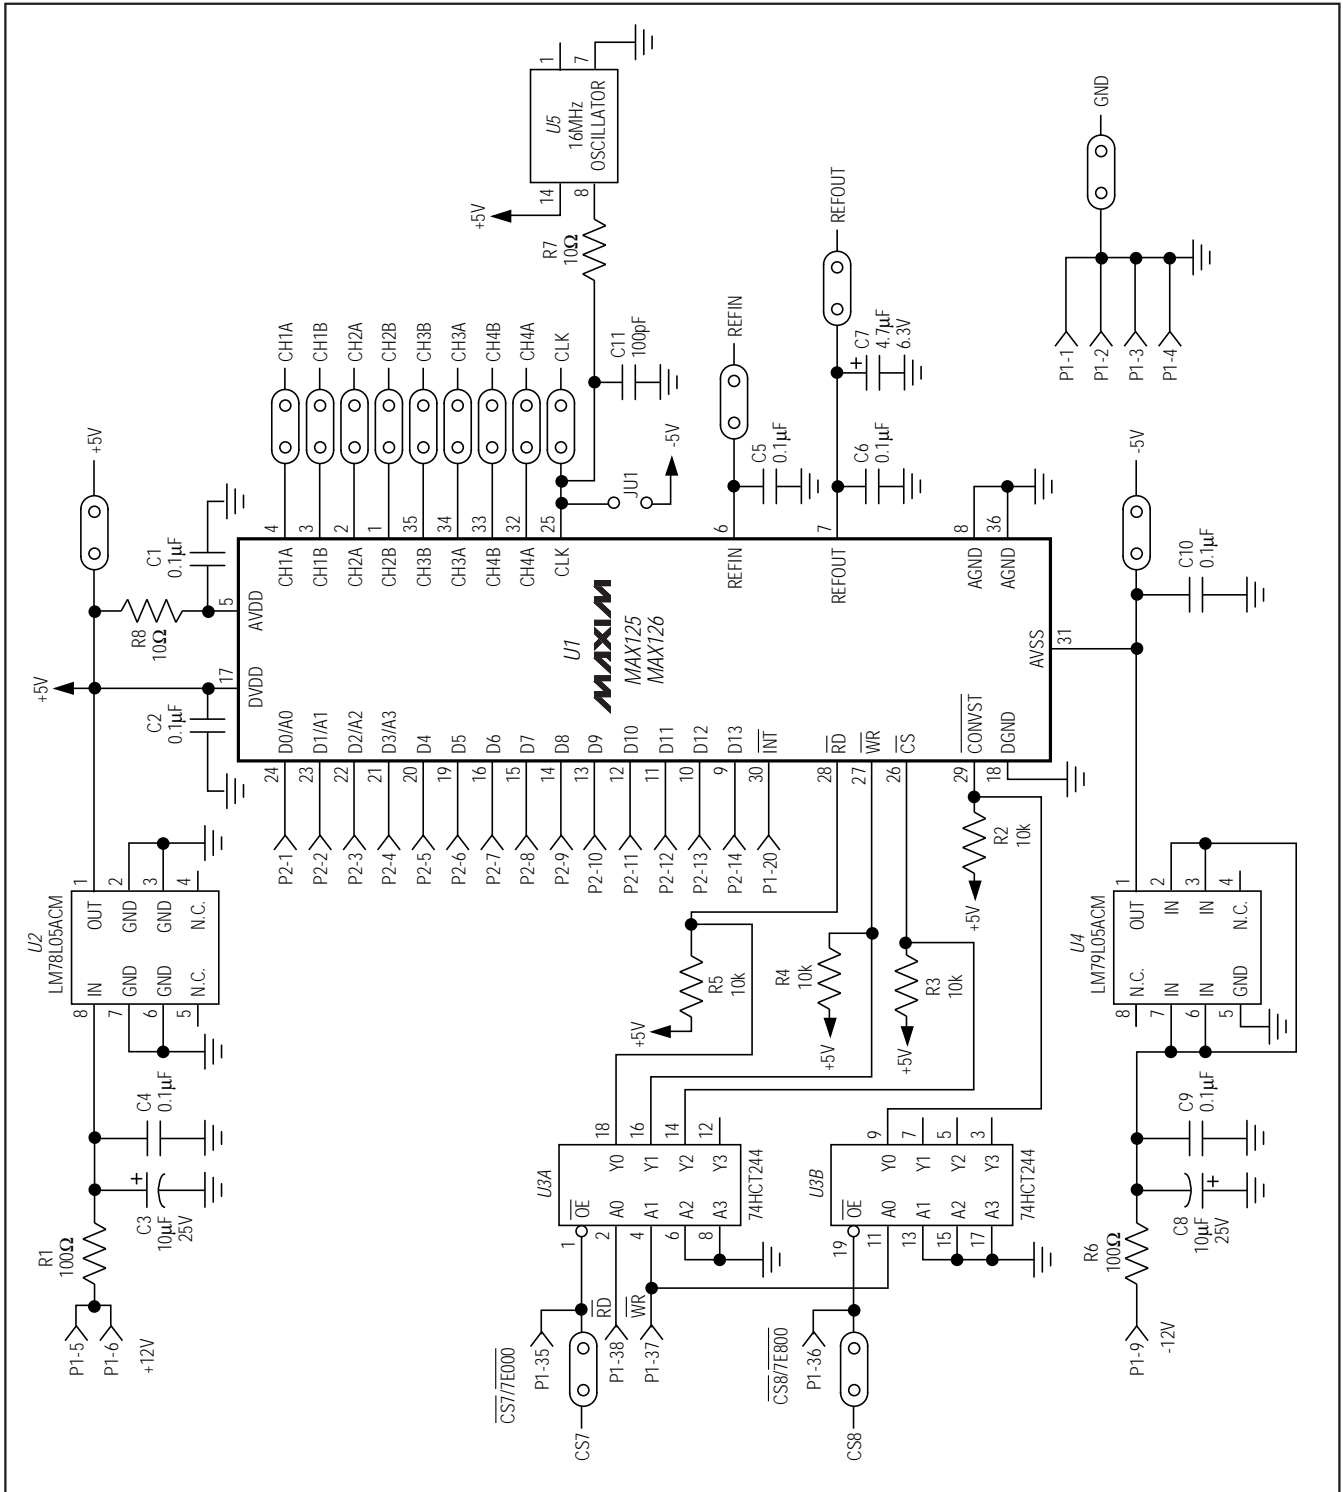 P1-5
P1-6
+12V
R1
100Ω
C3
10µF
25V
+
C4
0.1µF
U2
LM78L05ACM
8
IN
OUT
1
7
GND
GND
2
6
GND
GND
3
5
N.C.
N.C.
4
+5V
+5V
C2
0.1µF
R8
10Ω
C1
0.1µF
17
DVDD
5
AVDD
U1
MAXIM
MAX125
MAX126
P2-1
24
D0/A0
P2-2
23
D1/A1
P2-3
22
D2/A2
P2-4
21
D3/A3
P2-5
20
D4
P2-6
19
D5
P2-7
16
D6
P2-8
15
D7
P2-9
14
D8
P2-10
13
D9
P2-11
12
D10
P2-12
11
D11
P2-13
10
D12
P2-14
9
D13
P1-20
30
INT
28
RD
27
WR
26
CS
29
CONVST
18
DGND
CH1A
4
CH1A
CH1B
3
CH1B
CH2A
2
CH2A
CH2B
1
CH2B
CH3B
35
CH3B
CH3A
34
CH3A
CH4B
33
CH4B
CH4A
32
CH4A
CLK
25
CLK
JU1
-5V
C11
100pF
R7
10Ω
+5V
14
8
U5
16MHz
OSCILLATOR
1
7
REFIN
6
REFIN
C5
0.1µF
REFOUT
7
REFOUT
C6
0.1µF
+
C7
4.7µF
6.3V
AGND
8
AGND
36
AVSS
31
P1-1
P1-2
P1-3
P1-4
GND
CS7/7E000
P1-35
CS7
RD
P1-38
WR
P1-37
U3A
1
OE
2
A0
Y0
18
4
A1
Y1
16
6
A2
Y2
14
8
A3
Y3
12
74HCT244
R5
10k
+5V
R4
10k
+5V
R3
10k
+5V
R2
10k
+5V
CS8/7E800
P1-36
CS8
U3B
19
OE
11
A0
Y0
9
13
A1
Y1
7
15
A2
Y2
5
17
A3
Y3
3
74HCT244
P1-9
-12V
R6
100Ω
C8
10µF
25V
+
C9
0.1µF
U4
LM79L05ACM
8
N.C.
OUT
1
7
IN
IN
2
6
IN
IN
3
5
GND
N.C.
4
C10
0.1µF
-5V